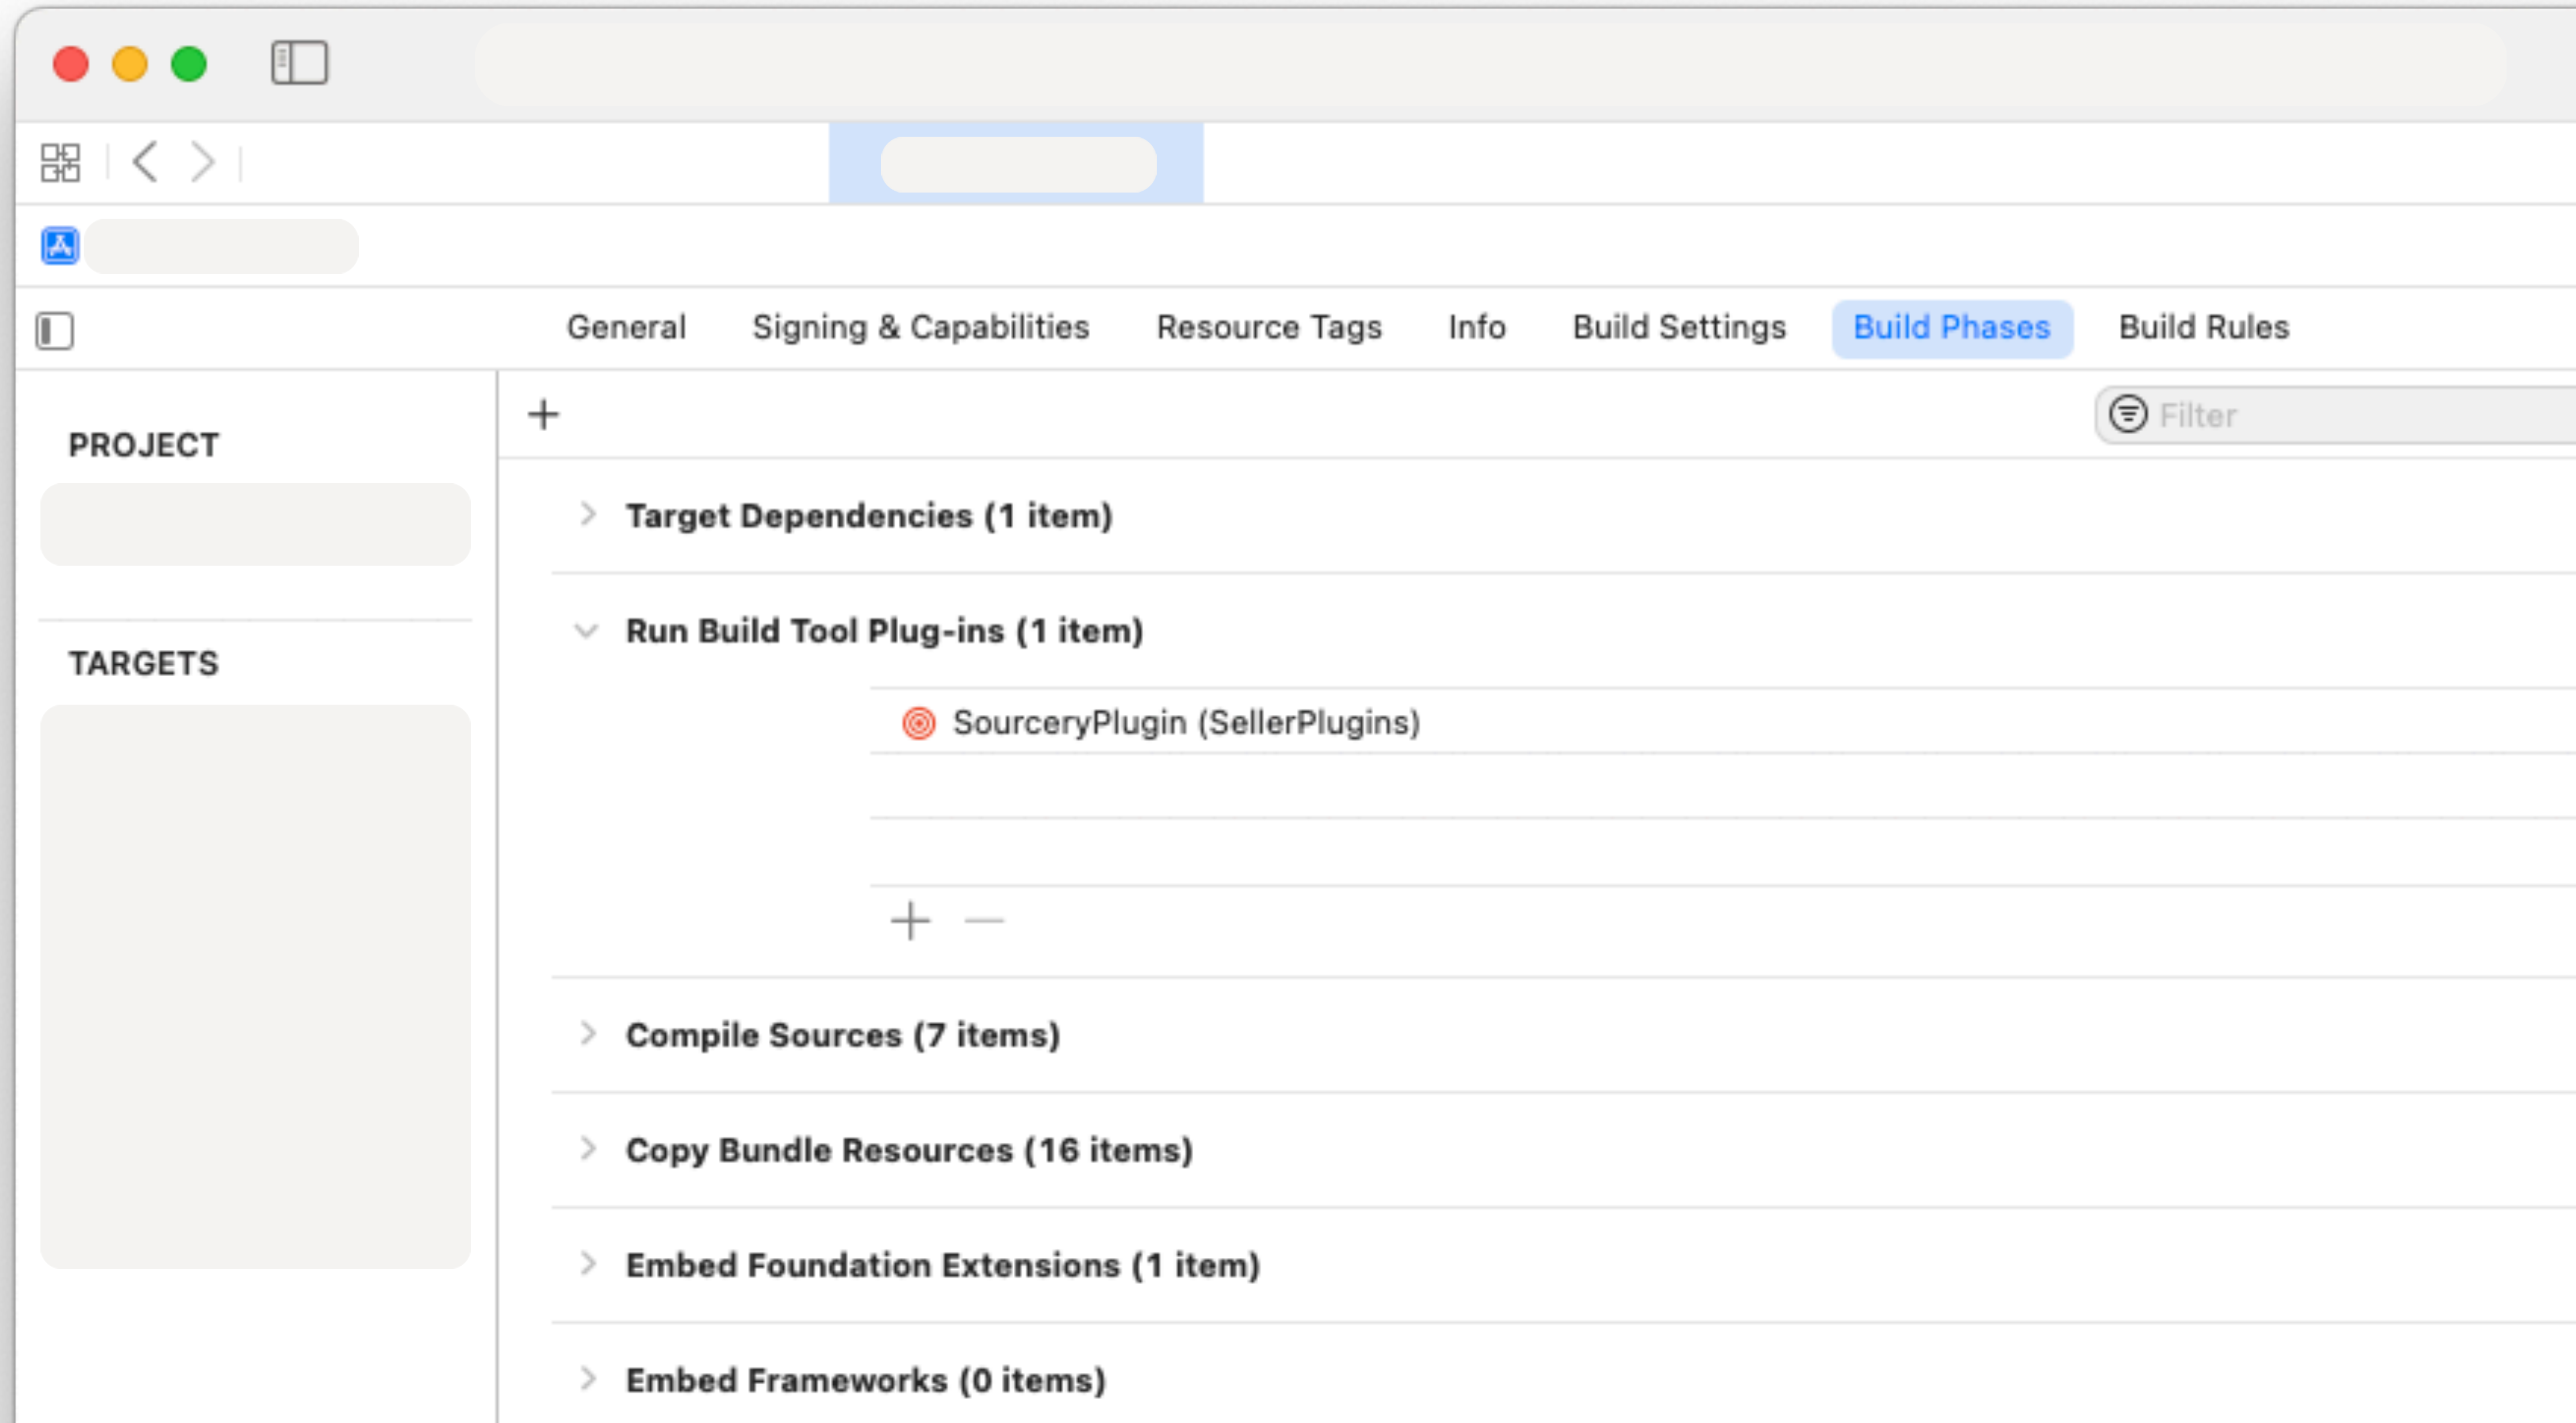 General Signing & Capabilities Resource Tags Info Build Settings Build Phases Build Rules
Filter
PROJECT
TARGETS
Target Dependencies (1 item)
Run Build Tool Plug-ins (1 item)
SourceryPlugin (SellerPlugins)
Compile Sources (7 items)
Copy Bundle Resources (16 items)
Embed Foundation Extensions (1 item)
Embed Frameworks (0 items)